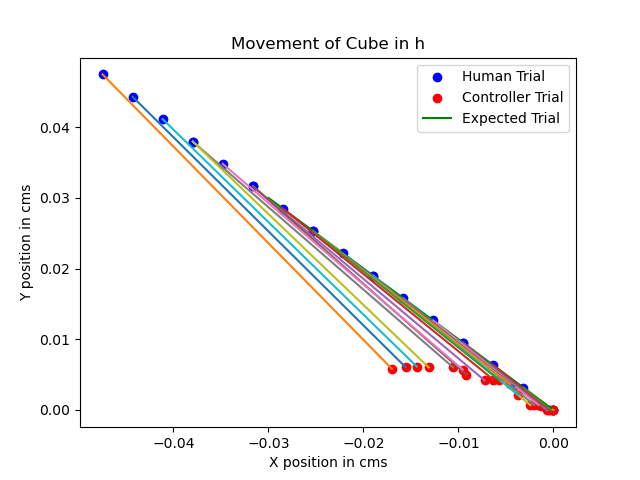 Movement of Cube in h
Human Trial
Controller Trial
Expected Trial
Y position in cms
0.04
0.03
0.02
0.01
0.00
−0.04 −0.03 −0.02 −0.01 0.00
X position in cms